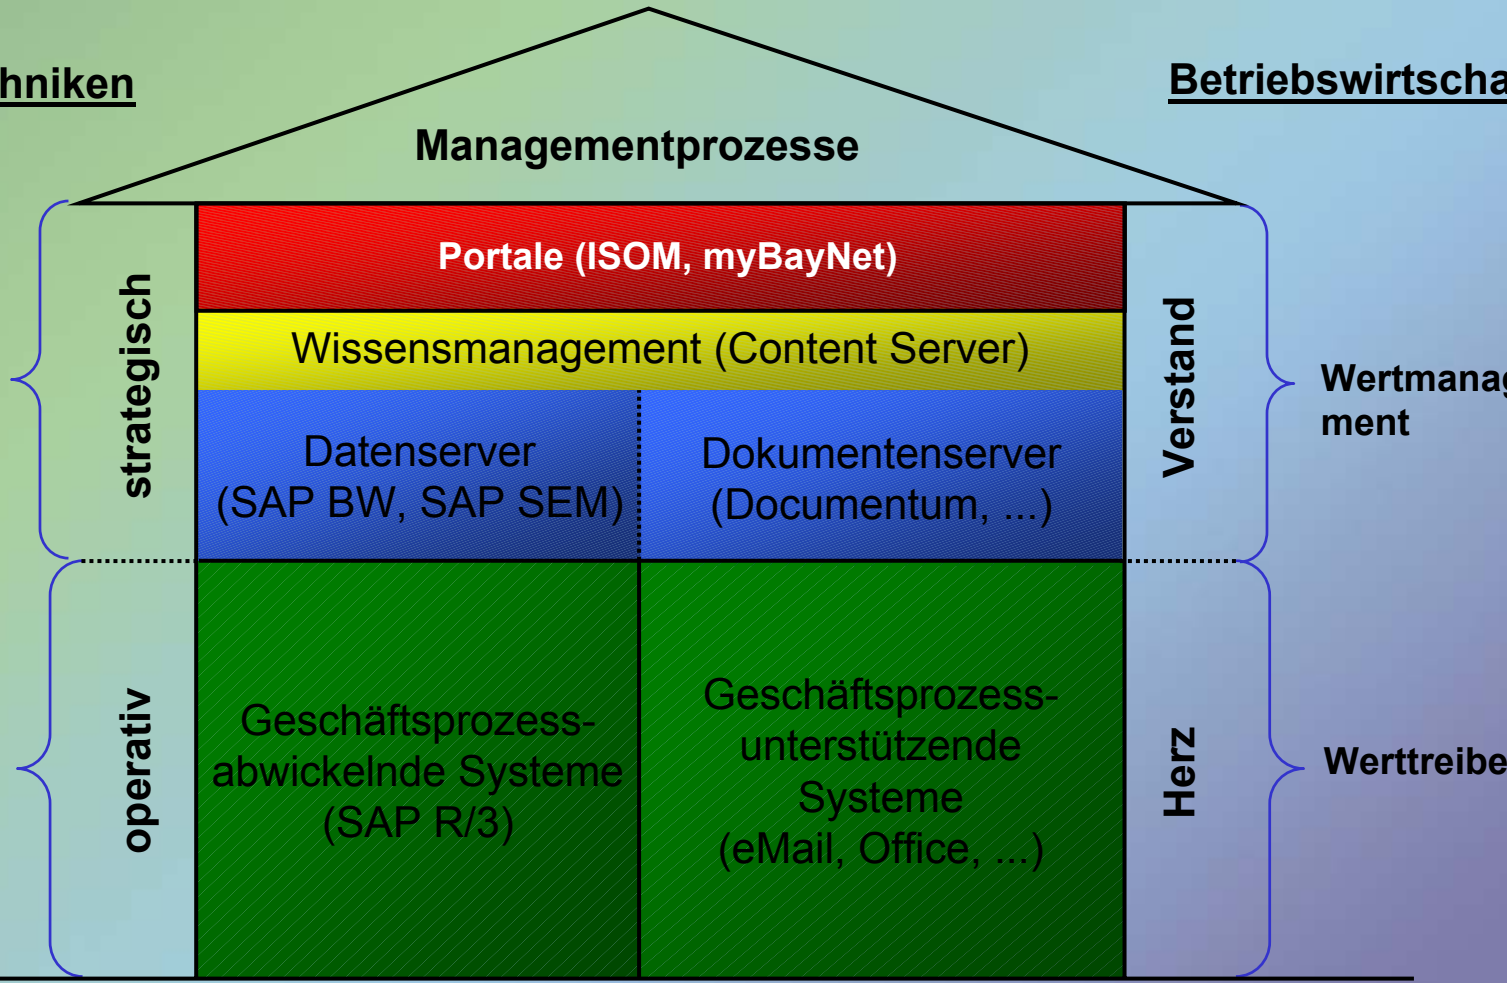 hniken
Betriebswirtscha
Managementprozesse
Portale (ISOM, myBayNet)
strategisch
Wissensmanagement (Content Server)
Verstand
Wertmanag
ment
Datenserver
(SAP BW, SAP SEM)
Dokumentenserver
(Documentum, ...)
operativ
Geschäftsprozess-
abwickelnde Systeme
(SAP R/3)
Geschäftsprozess-
unterstützende
Systeme
(eMail, Office, ...)
Herz
Werttreibe